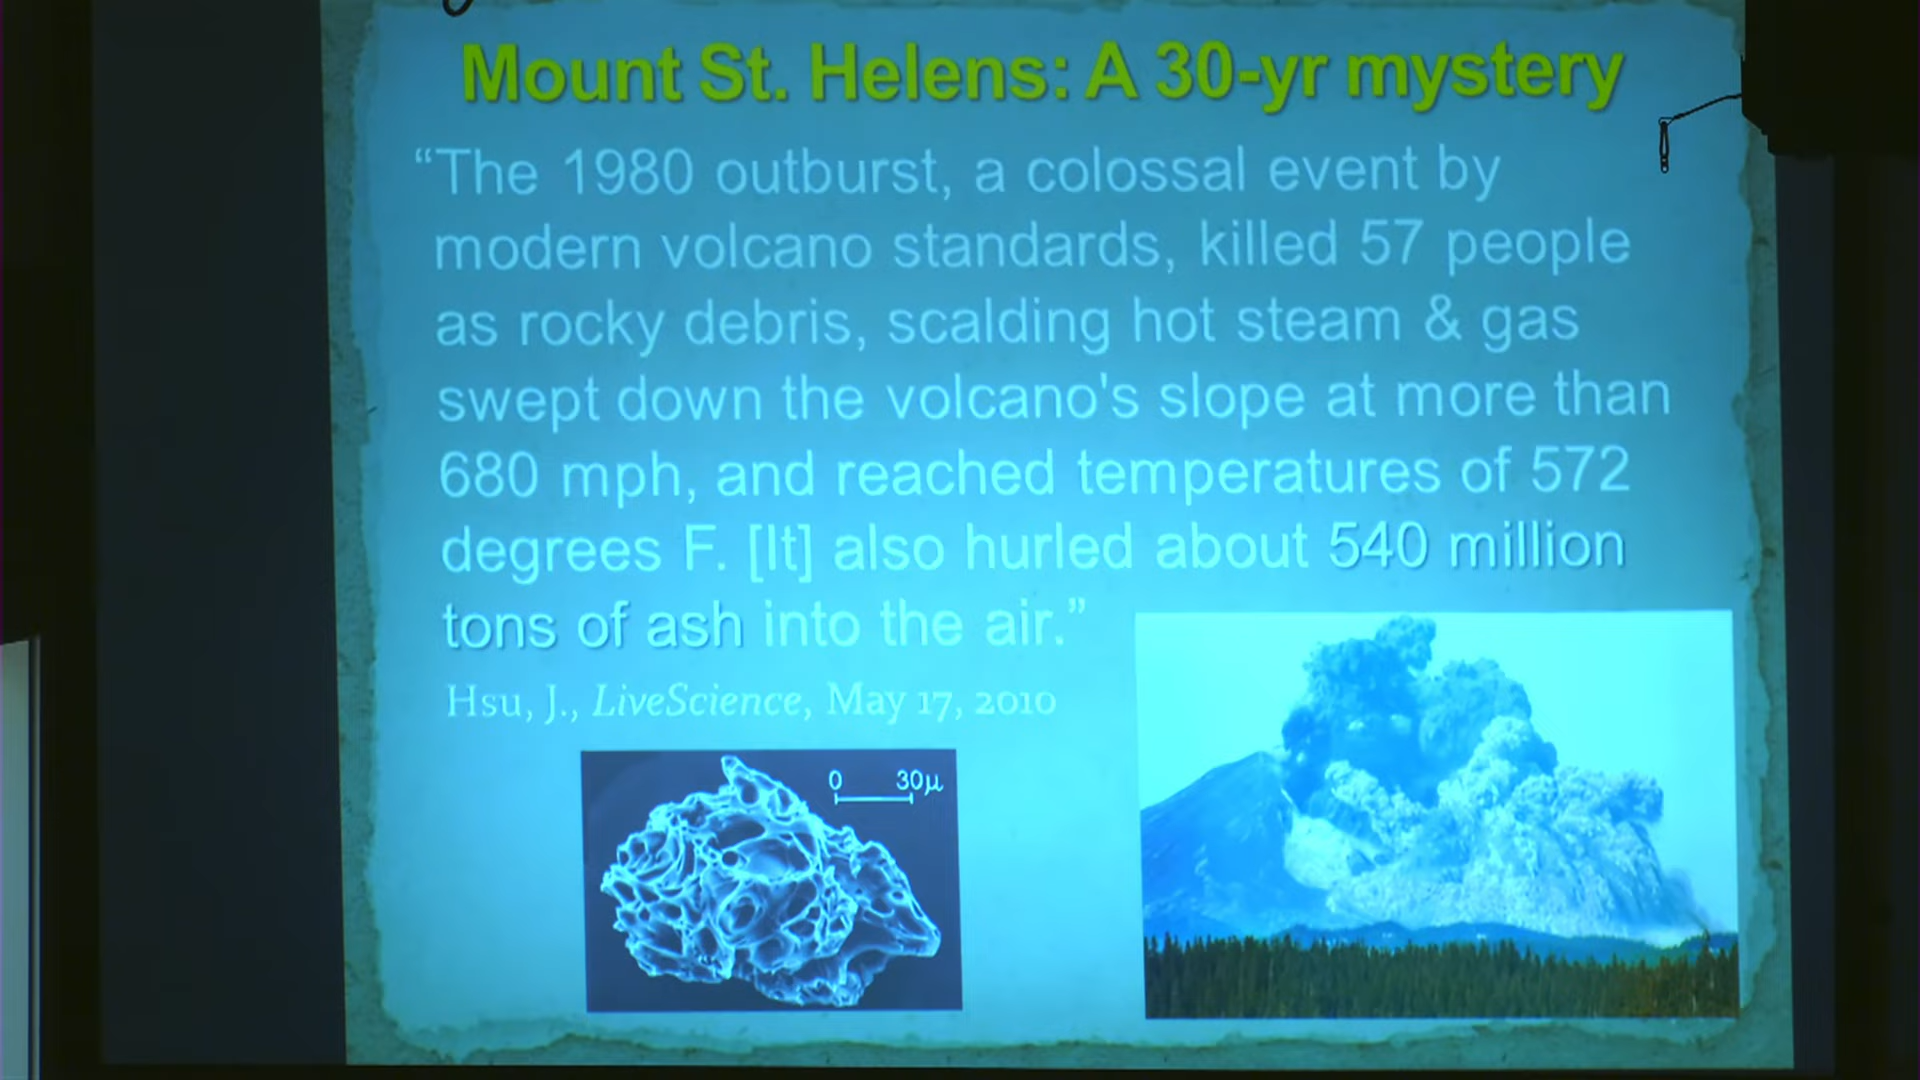 Mount St. Helens: A 30-yr mystery
“The 1980 outburst, a colossal event by
modern volcano standards, killed 57 people
as rocky debris, scalding hot steam & gas
swept down the volcano's slope at more than
680 mph, and reached temperatures of 572
degrees F. [It] also hurled about 540 million
tons of ash into the air.”
Hsu, J., LiveScience, May 17, 2010
0 30μ